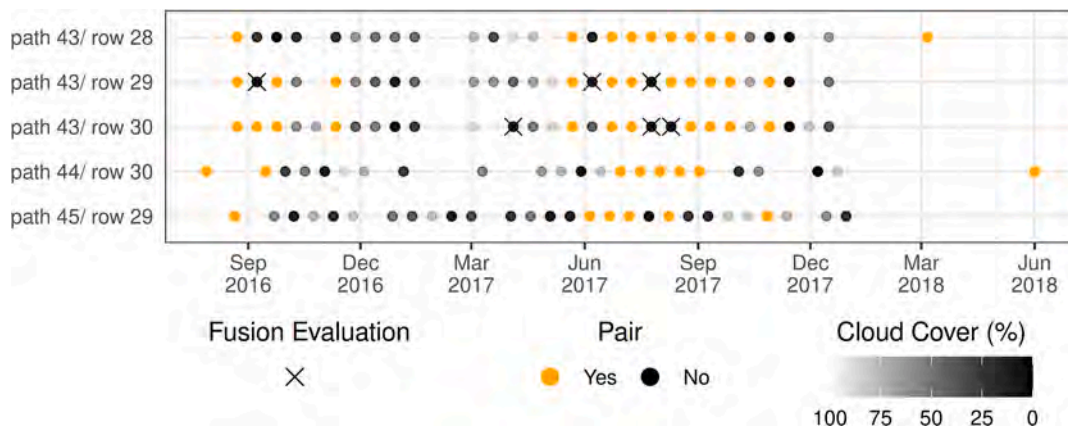 path 43/ row 28
path 43/ row 29
path 43/ row 30
path 44/ row 30
path 45/ row 29
Sep Dec Mar Jun Sep Dec Mar Jun
2016 2016 2017 2017 2017 2017 2018 2018
Fusion Evaluation Pair Cloud Cover (%)
Yes No
100 75 50 25 0